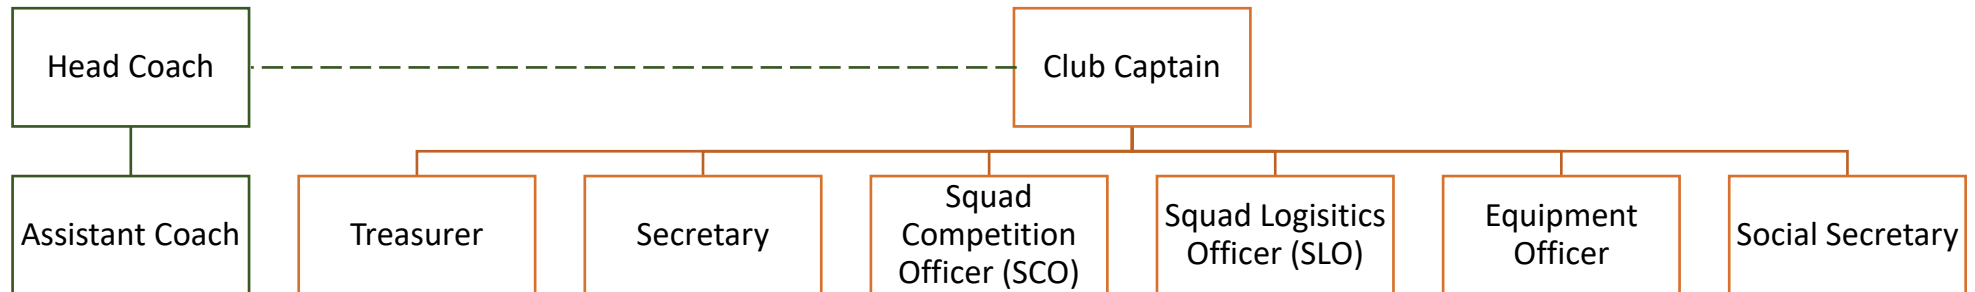 Head Coach
Club Captain
Assistant Coach
Treasurer
Secretary
Squad
Competition
Officer (SCO)
Squad Logisitics
Officer (SLO)
Equipment
Officer
Social Secretary